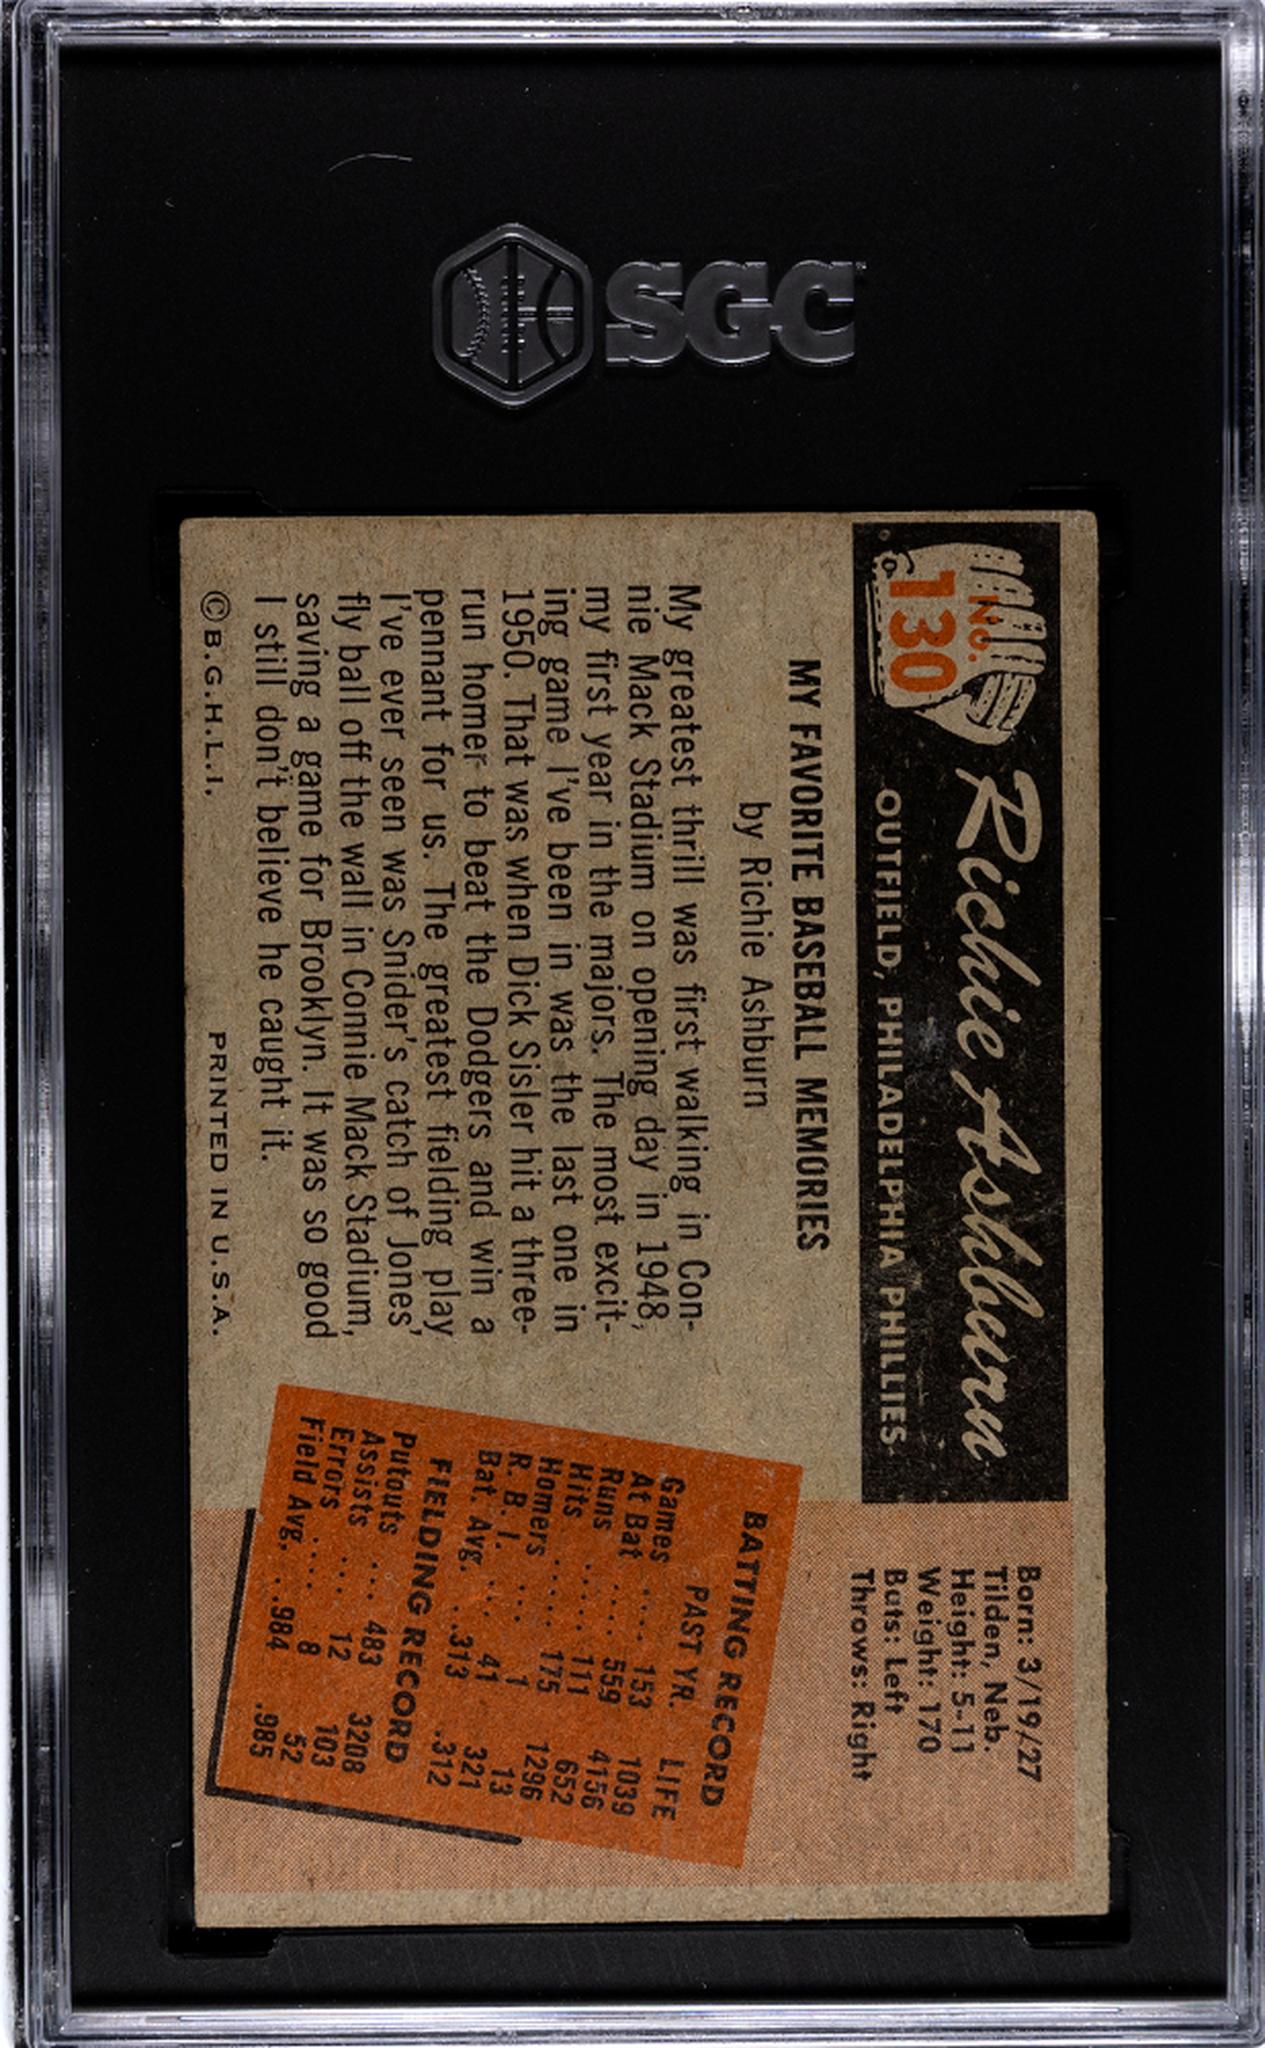 SGC
No.
130
Richie Ashburn
OUTFIELD, PHILADELPHIA PHILLIES
Born: 3/19/27
Tilden, Neb.
Height: 5-11
Weight: 170
Bats: Left
Throws: Right
MY FAVORITE BASEBALL MEMORIES
by Richie Ashburn
My greatest thrill was first walking in Con-
nie Mack Stadium on opening day in 1948,
my first year in the majors. The most excit-
ing game I've been in was the last one in
1950. That was when Dick Sisler hit a three-
run homer to beat the Dodgers and win a
pennant for us. The greatest fielding play
I've ever seen was Snider's catch of Jones'
fly ball off the wall in Connie Mack Stadium,
saving a game for Brooklyn. It was so good
I still don't believe he caught it.
©B.G.H.L.I. PRINTED IN U.S.A.
BATTING RECORD
PAST YR. LIFE
Games .... 153 1039
At Bat .... 559 4156
Runs .... 111 652
Hits ..... 175 1296
Homers ... 1 13
R. B. I. ... 41 321
Bat. Avg. .. .313 .312
FIELDING RECORD
Putouts ... 483 3208
Assists .... 12 103
Errors .... 8 52
Field Avg. .. .984 .985